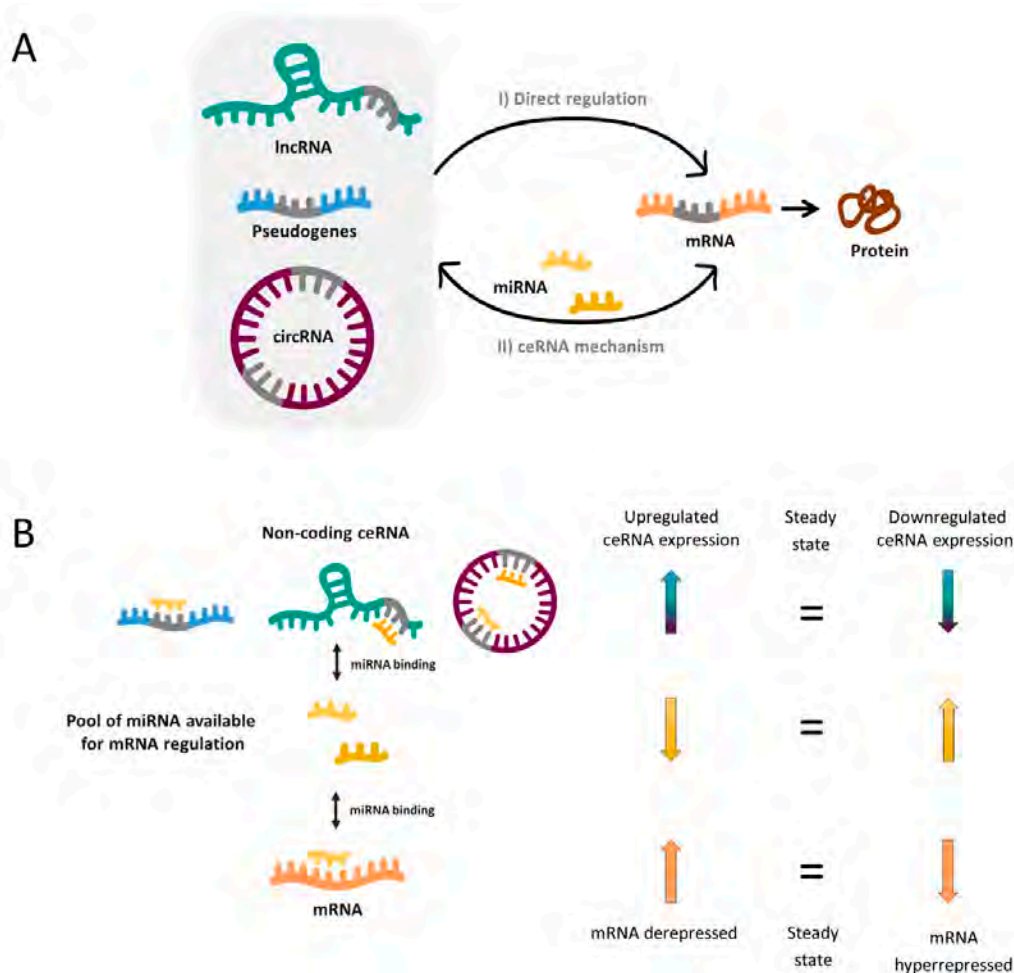 A
I) Direct regulation
lncRNA
Pseudogenes
mRNA
Protein
miRNA
circRNA
II) ceRNA mechanism
B
Non-coding ceRNA
Upregulated
ceRNA expression
Steady
state
Downregulated
ceRNA expression
=
miRNA binding
Pool of miRNA available
for mRNA regulation
=
miRNA binding
=
mRNA
mRNA derepressed
Steady
state
mRNA
hyperrepressed